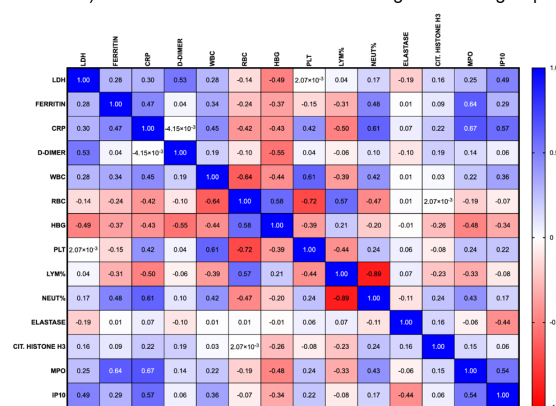 LDH FERRITIN CRP D-DIMER WBC RBC HBG PLT LYM% NEUT% ELASTASE CIT. HISTONE H3 MPO IP10
LDH 1.00 0.28 0.30 0.53 0.28 -0.14 -0.49 2.07×10-3 0.04 0.17 -0.19 0.16 0.25 0.49
FERRITIN 0.28 1.00 0.47 0.04 0.34 -0.24 -0.37 -0.15 -0.31 0.48 0.01 0.09 0.64 0.29
CRP 0.30 0.47 1.00 -4.15×10-3 0.45 -0.42 -0.43 0.42 -0.50 0.61 0.07 0.22 0.67 0.57
D-DIMER 0.53 0.04 -4.15×10-3 1.00 0.19 -0.10 -0.55 0.04 -0.06 0.10 -0.10 0.19 0.14 0.06
WBC 0.28 0.34 0.45 0.19 1.00 -0.64 -0.44 0.61 -0.39 0.42 0.01 0.03 0.22 0.36
RBC -0.14 -0.24 -0.42 -0.10 -0.64 1.00 0.58 -0.72 0.57 -0.47 0.01 2.07×10-3 -0.19 -0.07
HBG -0.49 -0.37 -0.43 -0.55 -0.44 0.58 1.00 -0.39 0.21 -0.20 -0.01 -0.26 -0.48 -0.34
PLT 2.07×10-3 -0.15 0.42 0.04 0.61 -0.72 -0.39 1.00 -0.44 0.24 0.06 -0.08 0.24 0.22
LYM% 0.04 -0.31 -0.50 -0.06 -0.39 0.57 0.21 -0.44 1.00 -0.89 0.07 -0.23 -0.33 -0.08
NEUT% 0.17 0.48 0.61 0.10 0.42 -0.47 -0.20 0.24 -0.89 1.00 -0.11 0.24 0.43 0.17
ELASTASE -0.19 0.01 0.07 -0.10 0.01 0.01 -0.01 0.06 0.07 -0.11 1.00 0.16 -0.06 -0.44
CIT. HISTONE H3 0.16 0.09 0.22 0.19 0.03 2.07×10-3 -0.26 -0.08 -0.23 0.24 0.16 1.00 0.15 0.06
MPO 0.25 0.64 0.67 0.14 0.22 -0.19 -0.48 0.24 -0.33 0.43 -0.06 0.15 1.00 0.54
IP10 0.49 0.29 0.57 0.06 0.36 -0.07 -0.34 0.22 -0.08 0.17 -0.44 0.06 0.54 1.00
0